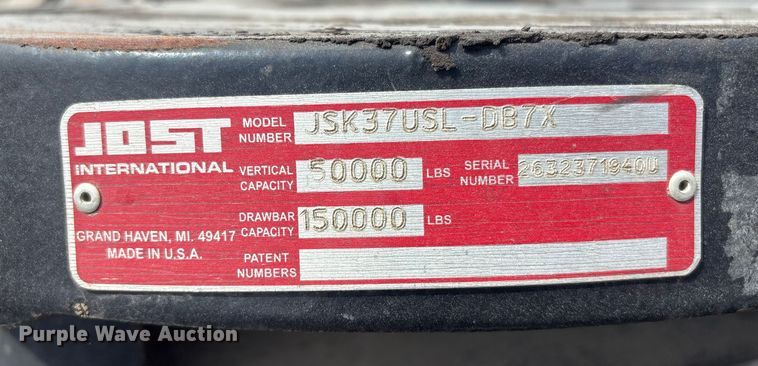 JOST
INTERNATIONAL
GRAND HAVEN, MI. 49417
MADE IN U.S.A.
MODEL NUMBER JSK37USL-DB7X
VERTICAL CAPACITY 50000 LBS
SERIAL NUMBER 2632371940U
DRAWBAR CAPACITY 150000 LBS
PATENT NUMBERS
Purple Wave Auction